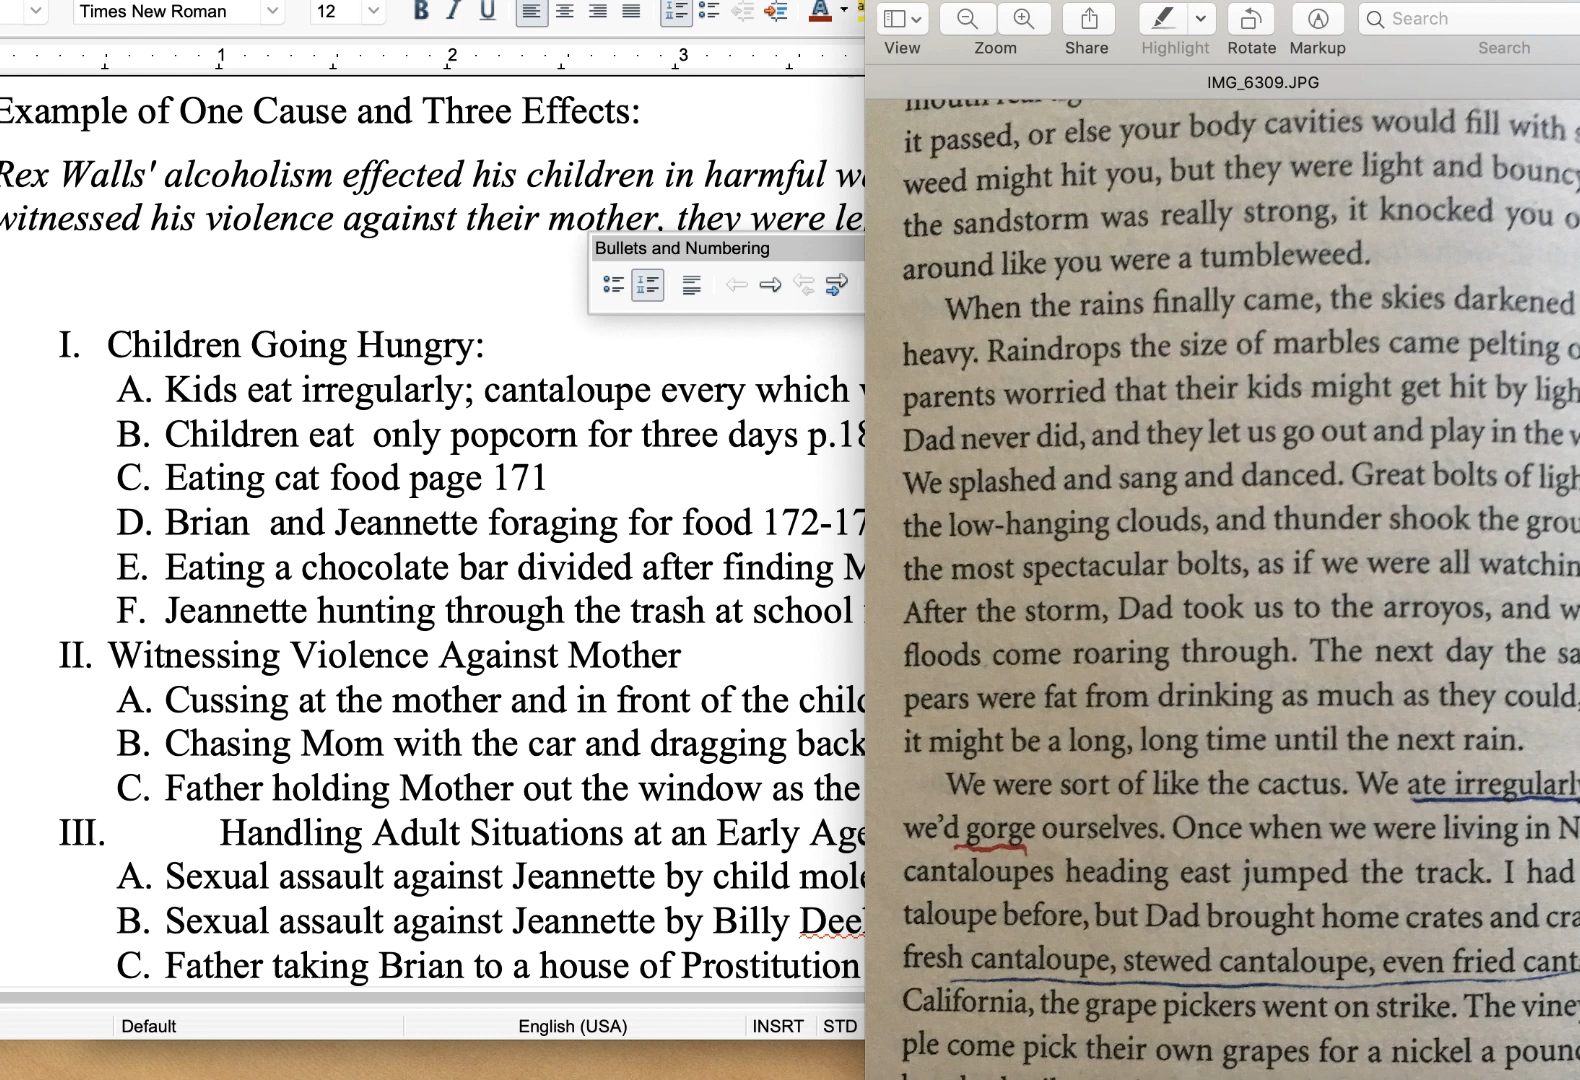 Times New Roman
12
B I U
A
1 2 3
Example of One Cause and Three Effects:
Rex Walls' alcoholism effected his children in harmful
witnessed his violence against their mother, they were
Bullets and Numbering
I. Children Going Hungry:
A. Kids eat irregularly; cantaloupe every which
B. Children eat only popcorn for three days p.18
C. Eating cat food page 171
D. Brian and Jeannette foraging for food 172-17
E. Eating a chocolate bar divided after finding M
F. Jeannette hunting through the trash at school
II. Witnessing Violence Against Mother
A. Cussing at the mother and in front of the
B. Chasing Mom with the car and dragging back
C. Father holding Mother out the window as the
III. Handling Adult Situations at an Early Age
A. Sexual assault against Jeannette by child
B. Sexual assault against Jeannette by Billy Deel
C. Father taking Brian to a house of Prostitution
Default English (USA) INSRT STD
Search
View Zoom Share Highlight Rotate Markup Search
IMG_6309.JPG
it passed, or else your body cavities would fill with
weed might hit you, but they were light and bouncy
the sandstorm was really strong, it knocked you
around like you were a tumbleweed.
When the rains finally came, the skies darkened
heavy. Raindrops the size of marbles came pelting
parents worried that their kids might get hit by
Dad never did, and they let us go out and play in the
We splashed and sang and danced. Great bolts of
the low-hanging clouds, and thunder shook the
the most spectacular bolts, as if we were all
After the storm, Dad took us to the arroyos, and
floods come roaring through. The next day the
pears were fat from drinking as much as they could,
it might be a long, long time until the next rain.
We were sort of like the cactus. We ate irregularly
we'd gorge ourselves. Once when we were living in N
cantaloupes heading east jumped the track. I had
taloupe before, but Dad brought home crates and
fresh cantaloupe, stewed cantaloupe, even fried
California, the grape pickers went on strike. The
ple come pick their own grapes for a nickel a